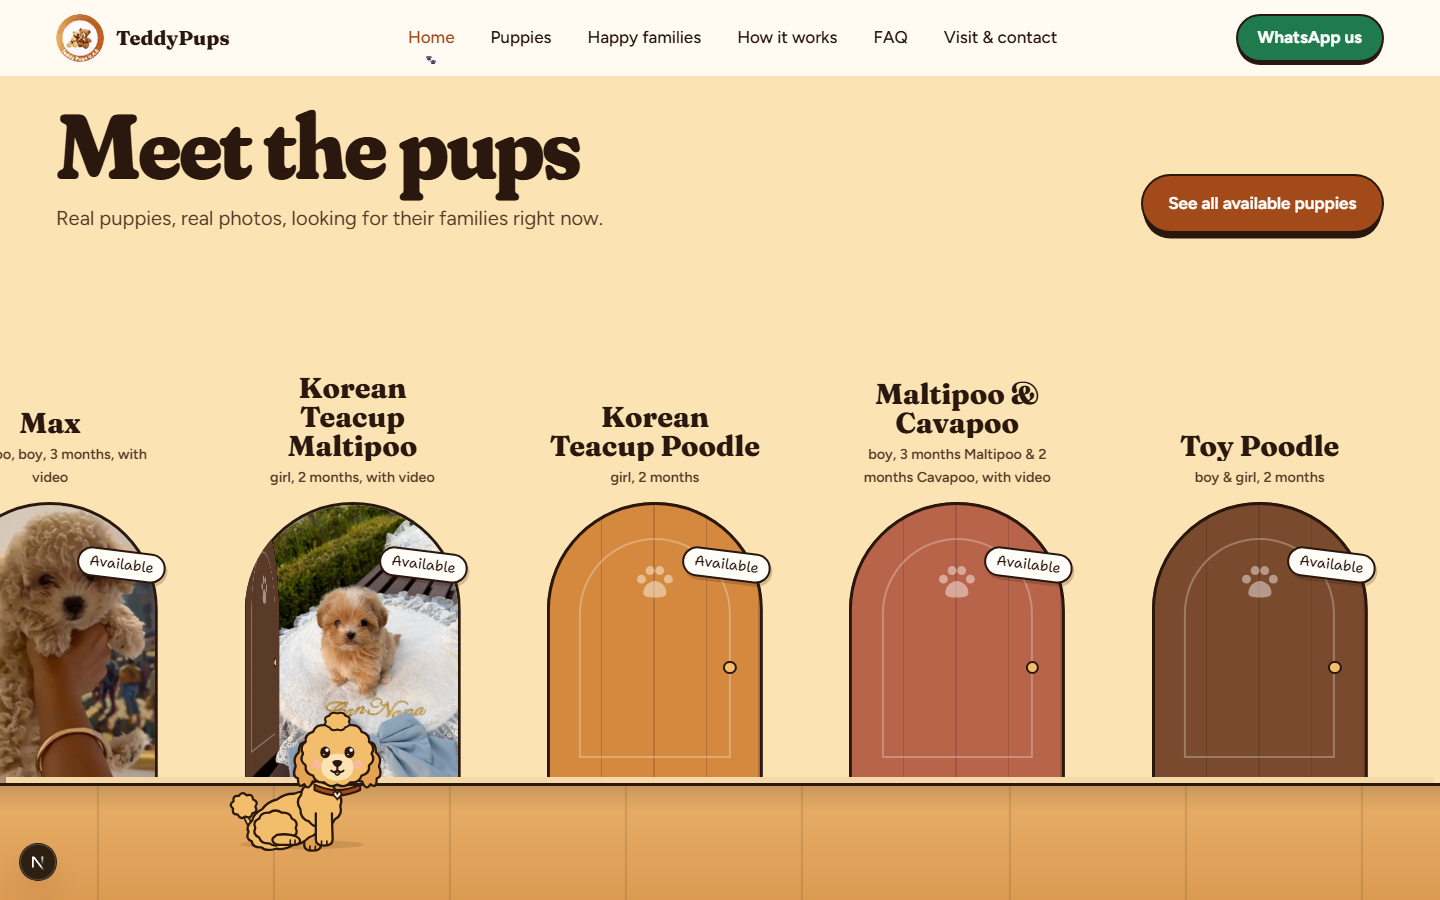 TeddyPups
Home
Puppies
Happy families
How it works
FAQ
Visit & contact
WhatsApp us
Meet the pups
Real puppies, real photos, looking for their families right now.
See all available puppies
Max
boy, 3 months, with
video
Korean
Teacup
Maltipoo
girl, 2 months, with video
Korean
Teacup Poodle
girl, 2 months
Maltipoo &
Cavapoo
boy, 3 months Maltipoo & 2
months Cavapoo, with video
Toy Poodle
boy & girl, 2 months
Available
Available
Available
Available
Available
N